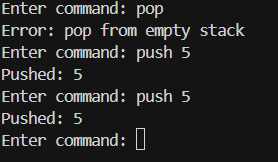 Enter command: pop
Error: pop from empty stack
Enter command: push 5
Pushed: 5
Enter command: push 5
Pushed: 5
Enter command: